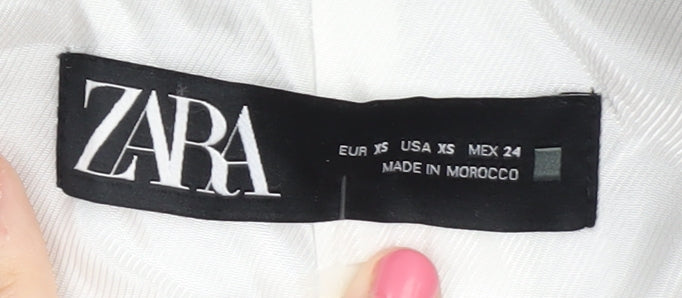 ZARA
EUR XS USA XS MEX 24
MADE IN MOROCCO